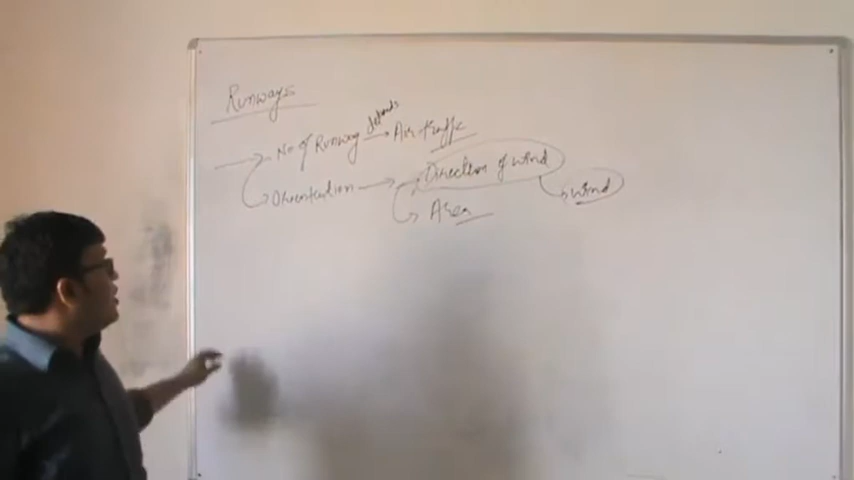 Runways
→ No of Runway depends → Air traffic
Orientation → Direction of wind → wind
Area